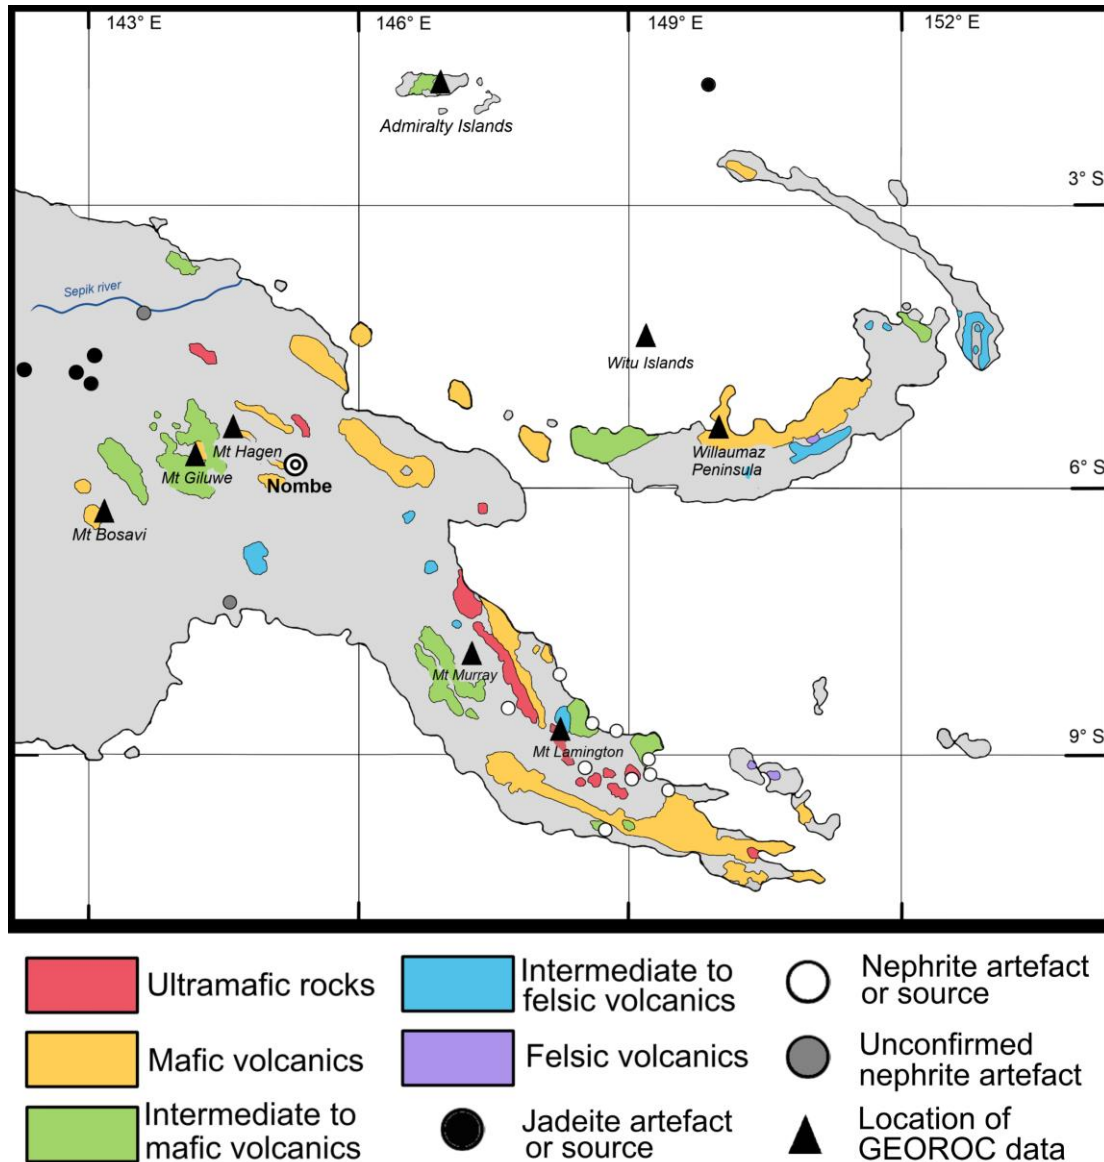 143° E
146° E
149° E
152° E
Admiralty Islands
3° S
Sepik river
Witu Islands
Mt Hagen
Mt Giluwe
Nombe
Willaumaz
Peninsula
6° S
Mt Bosavi
Mt Murray
Mt Lamington
9° S
Ultramafic rocks
Mafic volcanics
Intermediate to
mafic volcanics
Intermediate to
felsic volcanics
Felsic volcanics
Jadeite artefact
or source
Nephrite artefact
or source
Unconfirmed
nephrite artefact
Location of
GEOROC data